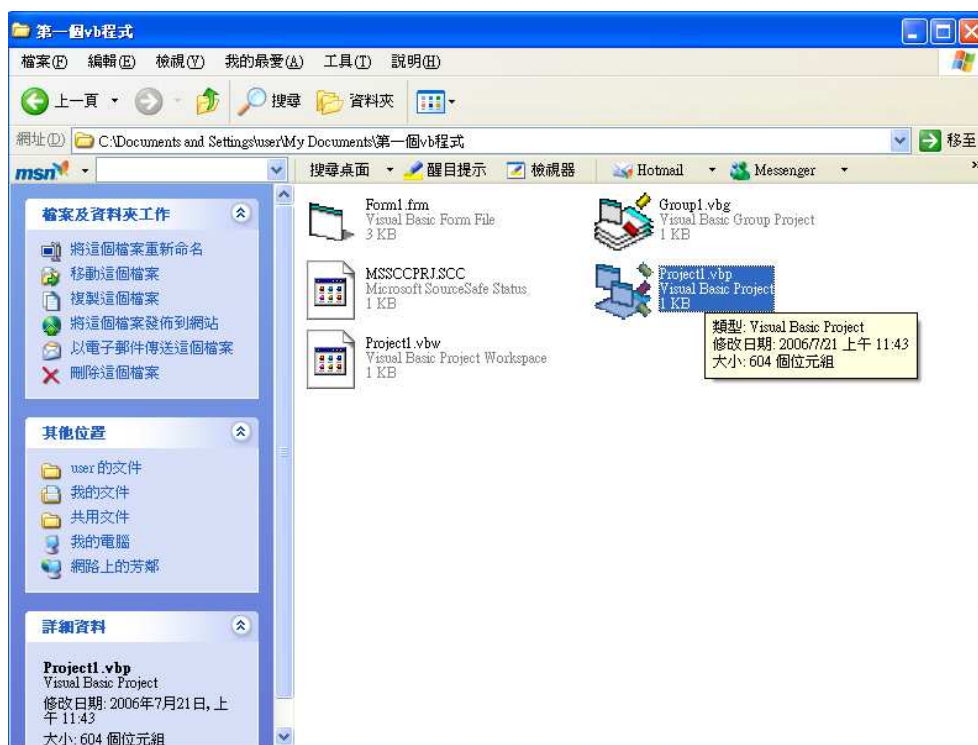 第一個vb程式
檔案(F) 編輯(E) 檢視(V) 我的最愛(A) 工具(T) 說明(H)
上一頁 搜尋 資料夾
網址(D) C:\Documents and Settings\user\My Documents\第一個vb程式 移至
msn 搜尋桌面 醒目提示 檢視器 Hotmail Messenger »
檔案及資料夾工作
將這個檔案重新命名
移動這個檔案
複製這個檔案
將這個檔案發佈到網站
以電子郵件傳送這個檔案
刪除這個檔案
其他位置
user 的文件
我的文件
共用文件
我的電腦
網路上的芳鄰
詳細資料
Project1.vbp
Visual Basic Project
修改日期: 2006年7月21日, 上
午 11:43
大小: 604 個位元組
Form1.frm
Visual Basic Form File
3 KB
Group1.vbg
Visual Basic Group Project
1 KB
MSSCCPRJ.SCC
Microsoft SourceSafe Status
1 KB
Project1.vbp
Visual Basic Project
1 KB
Project1.vbw
Visual Basic Project Workspace
1 KB
類型: Visual Basic Project
修改日期: 2006/7/21 上午 11:43
大小: 604 個位元組